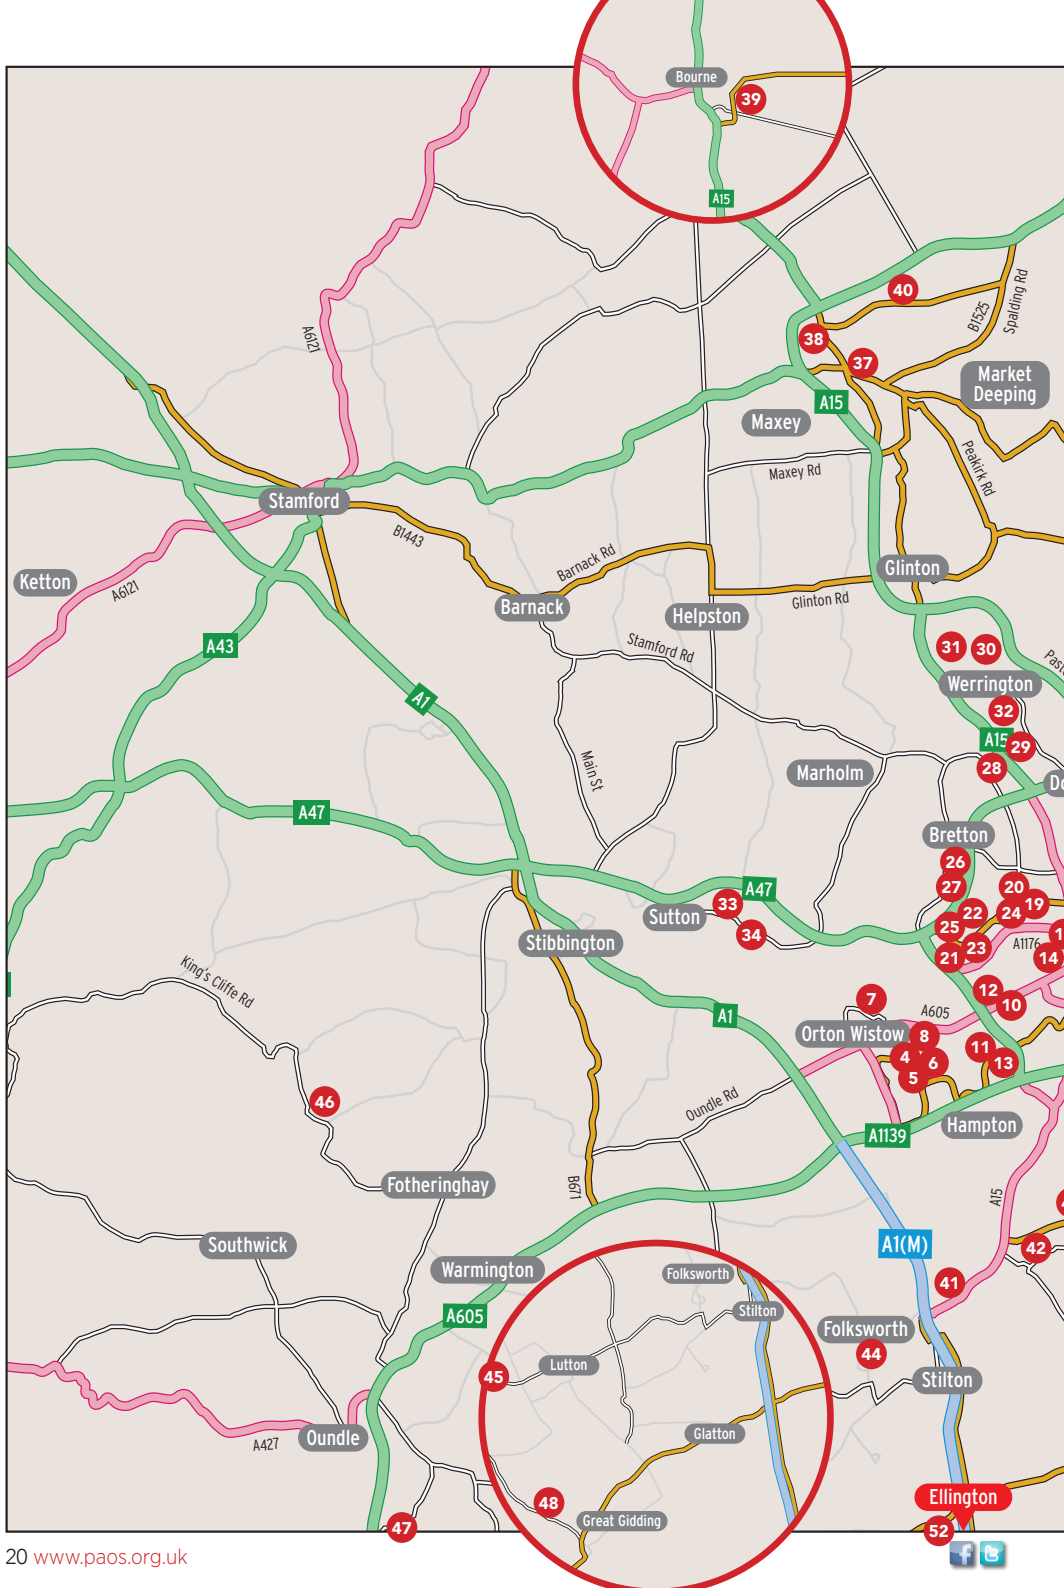 Bourne
39
A15
40
A6121
B1525
Spalding Rd
38
37
Market
Deeping
A15
Maxey
Maxey Rd
Peakirk Rd
Stamford
B1443
Barnack Rd
Glinton
Ketton
A6121
Barnack
Glinton Rd
Helpston
A43
Stamford Rd
31
30
Werrington
A1
32
A15
29
28
Main St
Marholm
A47
Bretton
26
27
20
19
A47
33
Sutton
34
22
24
25
23
21
A1176
14
Stibbington
King's Cliffe Rd
12
10
7
A1
A605
Orton Wistow
8
4
6
5
11
13
46
Oundle Rd
Hampton
A1139
Fotheringhay
B671
A15
Southwick
A1(M)
42
Warmington
Folksworth
41
A605
Stilton
Folksworth
44
Lutton
45
Stilton
Glatton
Oundle
A427
Ellington
48
Great Gidding
47
52
20 www.paos.org.uk